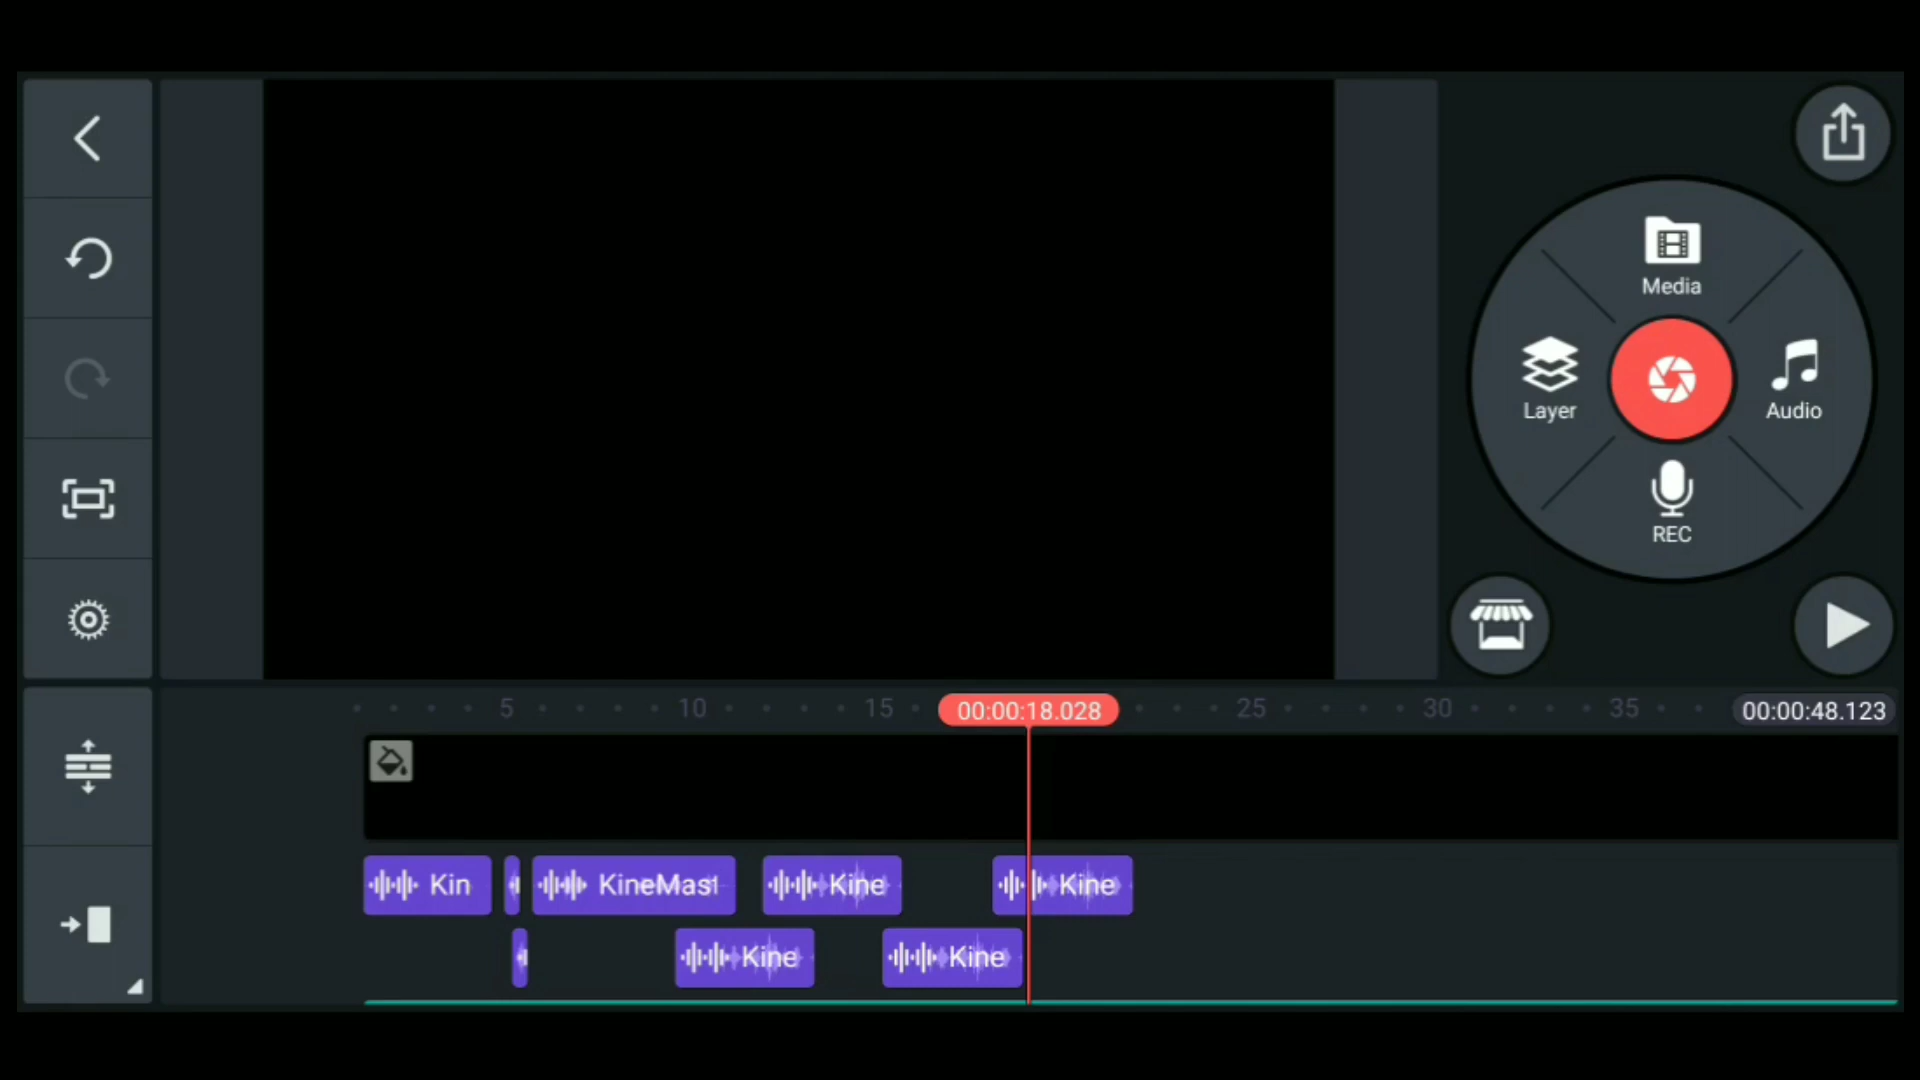 Media
Layer
Audio
REC
5 10 15 00:00:18.028 25 30 35 00:00:48.123
Kin KineMast Kine Kine
Kine Kine